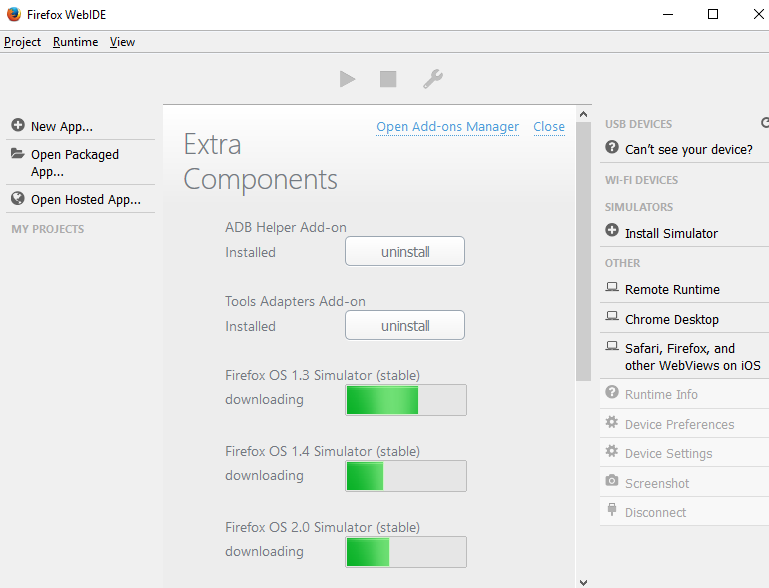 Firefox WebIDE
Project Runtime View
New App...
Open Packaged
App...
Open Hosted App...
MY PROJECTS
Open Add-ons Manager Close
Extra
Components
ADB Helper Add-on
Installed uninstall
Tools Adapters Add-on
Installed uninstall
Firefox OS 1.3 Simulator (stable)
downloading
Firefox OS 1.4 Simulator (stable)
downloading
Firefox OS 2.0 Simulator (stable)
downloading
USB DEVICES
Can't see your device?
WI-FI DEVICES
SIMULATORS
Install Simulator
OTHER
Remote Runtime
Chrome Desktop
Safari, Firefox, and
other WebViews on iOS
Runtime Info
Device Preferences
Device Settings
Screenshot
Disconnect